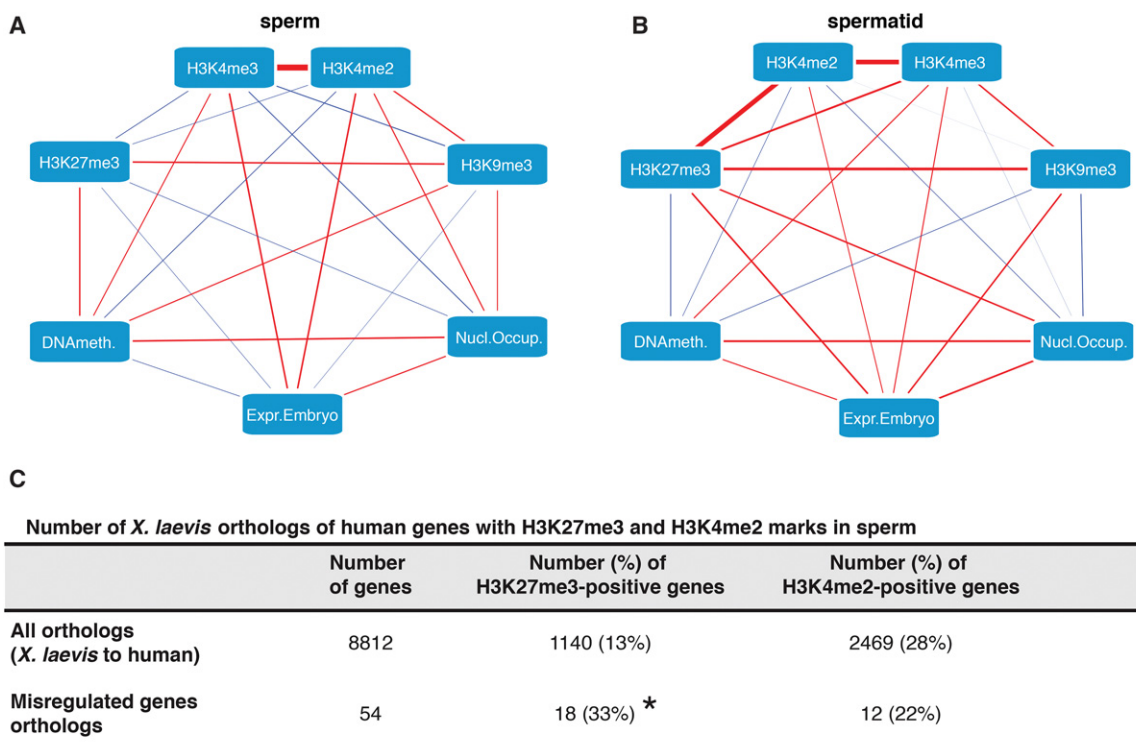 A
sperm
H3K4me3
H3K4me2
H3K27me3
H3K9me3
DNAmeth.
Nucl.Occup.
Expr.Embryo
B
spermatid
H3K4me2
H3K4me3
H3K27me3
H3K9me3
DNAmeth.
Nucl.Occup.
Expr.Embryo
C
Number of X. laevis orthologs of human genes with H3K27me3 and H3K4me2 marks in sperm
Number of genes
Number (%) of H3K27me3-positive genes
Number (%) of H3K4me2-positive genes
All orthologs (X. laevis to human)
8812
1140 (13%)
2469 (28%)
Misregulated genes orthologs
54
18 (33%) *
12 (22%)